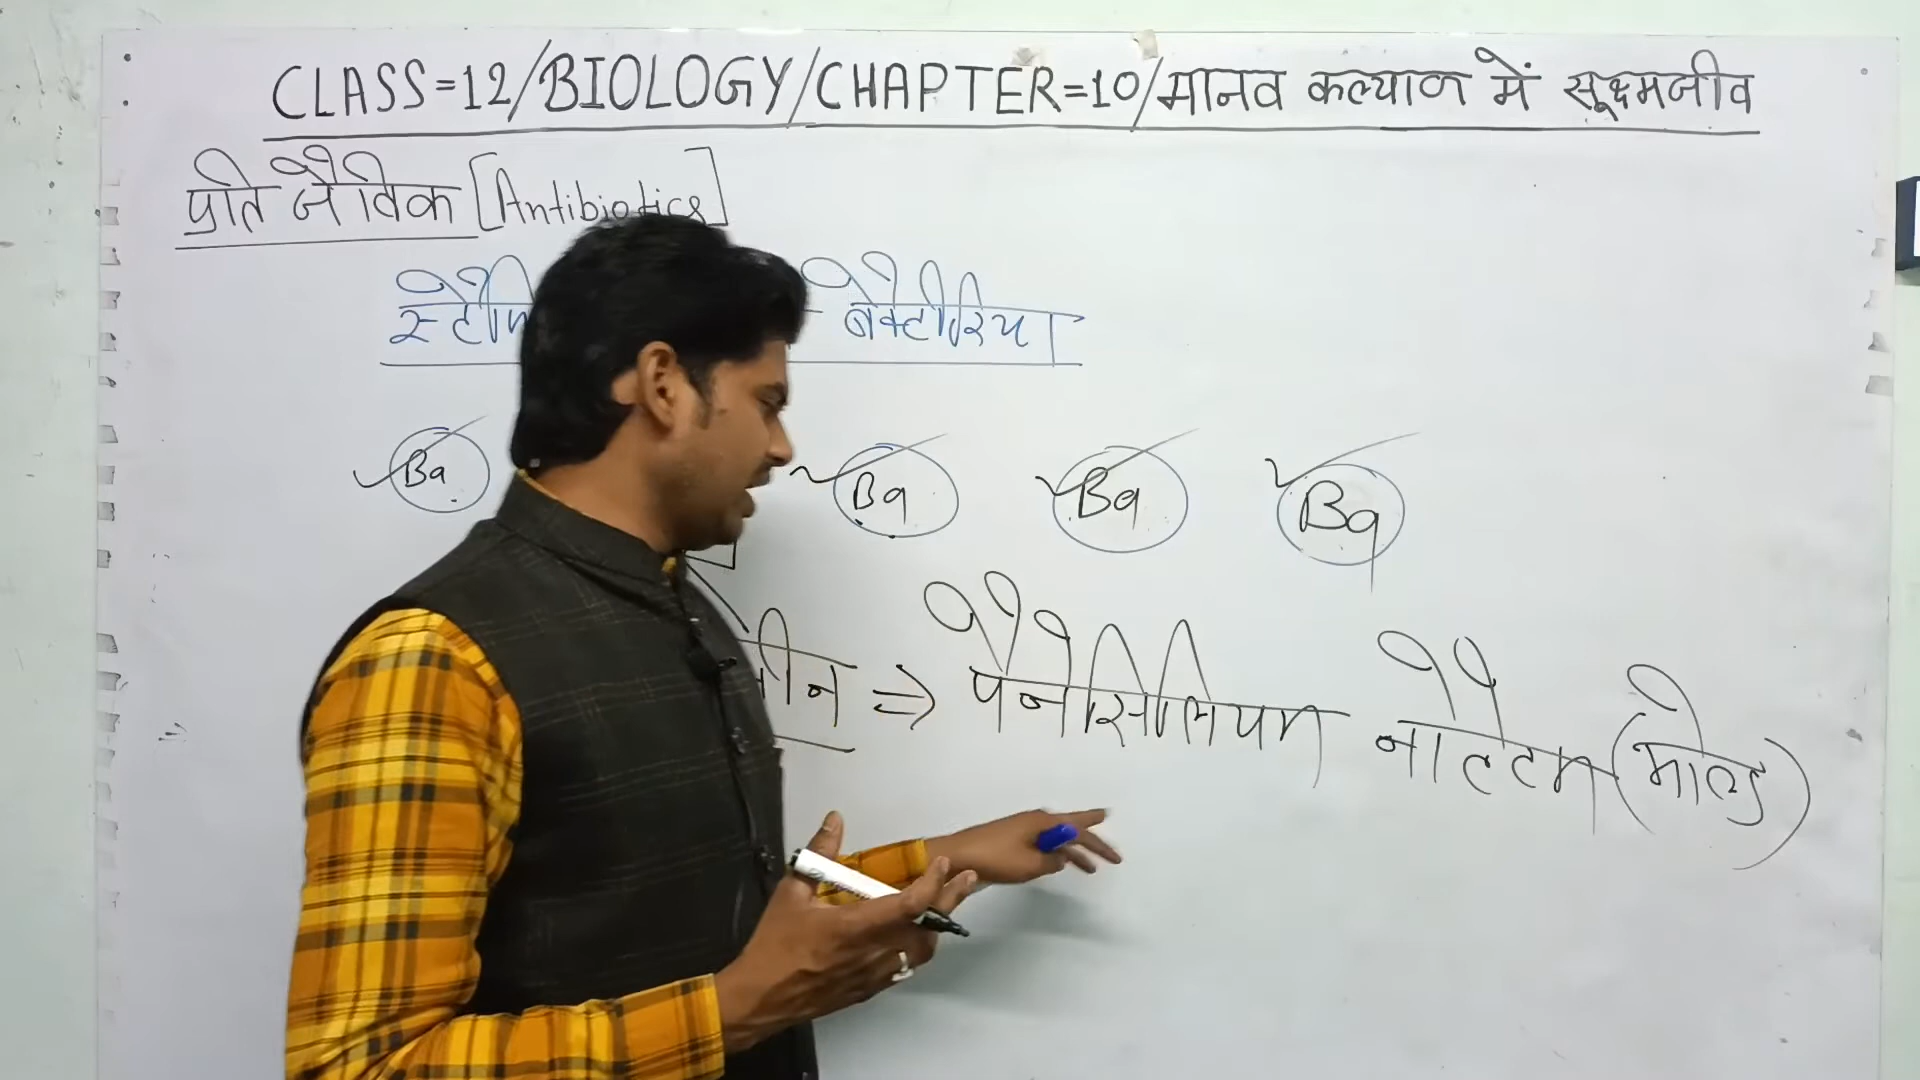 CLASS=12/BIOLOGY/CHAPTER=10/मानव कल्याण में सूक्ष्मजीव
प्रति जैविक [Antibiotics]
बैक्टीरिया
Ba Ba Ba Ba
पेनेसिलियम नोटेटम (मोल्ड)